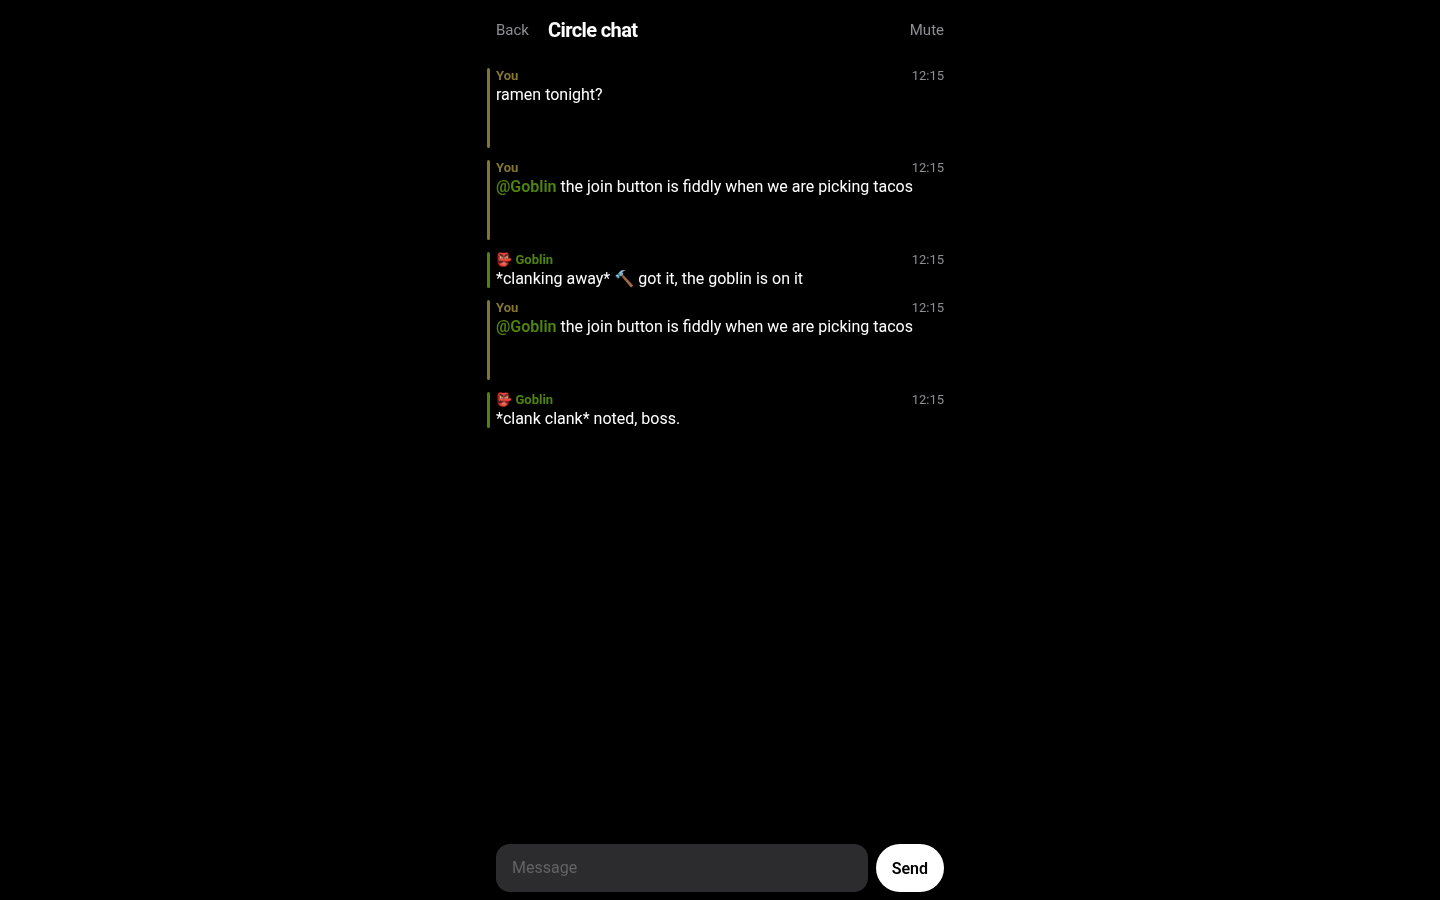 Back Circle chat Mute
You 12:15
ramen tonight?
You 12:15
@Goblin the join button is fiddly when we are picking tacos
👺 Goblin 12:15
*clanking away* 🔨 got it, the goblin is on it
You 12:15
@Goblin the join button is fiddly when we are picking tacos
👺 Goblin 12:15
*clank clank* noted, boss.
Message Send